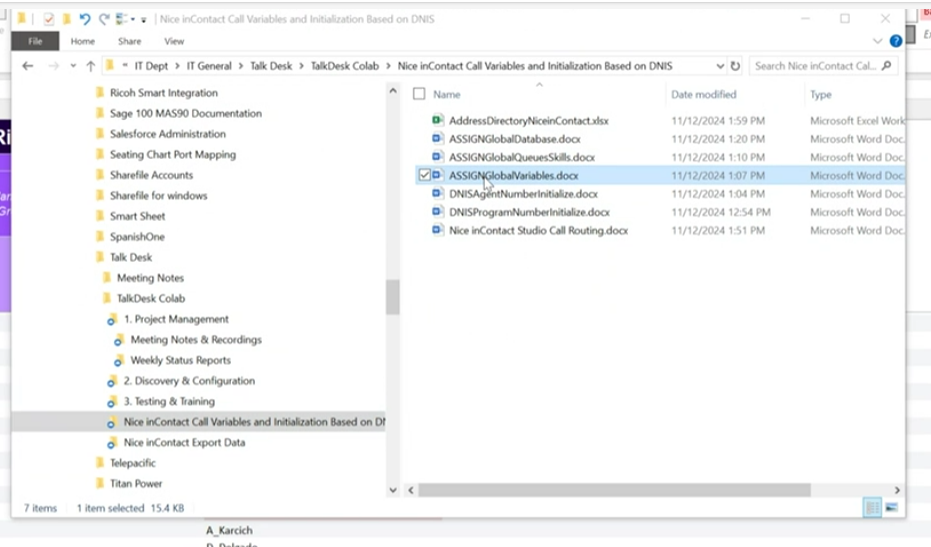 Nice inContact Call Variables and Initialization Based on DNIS
File Home Share View
« IT Dept > IT General > Talk Desk > TalkDesk Colab > Nice inContact Call Variables and Initialization Based on DNIS
Search Nice inContact Cal...
Ricoh Smart Integration
Sage 100 MAS90 Documentation
Salesforce Administration
Seating Chart Port Mapping
Sharefile Accounts
Sharefile for windows
Smart Sheet
SpanishOne
Talk Desk
Meeting Notes
TalkDesk Colab
1. Project Management
Meeting Notes & Recordings
Weekly Status Reports
2. Discovery & Configuration
3. Testing & Training
Nice inContact Call Variables and Initialization Based on
Nice inContact Export Data
Telepacific
Titan Power
Name Date modified Type
AddressDirectoryNiceinContact.xlsx 11/12/2024 1:59 PM Microsoft Excel Work
ASSIGNGlobalDatabase.docx 11/12/2024 1:20 PM Microsoft Word Doc.
ASSIGNGlobalQueuesSkills.docx 11/12/2024 1:10 PM Microsoft Word Doc.
ASSIGNGlobalVariables.docx 11/12/2024 1:07 PM Microsoft Word Doc.
DNISAgentNumberInitialize.docx 11/12/2024 1:04 PM Microsoft Word Doc.
DNISProgramNumberInitialize.docx 11/12/2024 12:54 PM Microsoft Word Doc.
Nice inContact Studio Call Routing.docx 11/12/2024 1:51 PM Microsoft Word Doc.
7 items 1 item selected 15.4 KB
A_Karcich